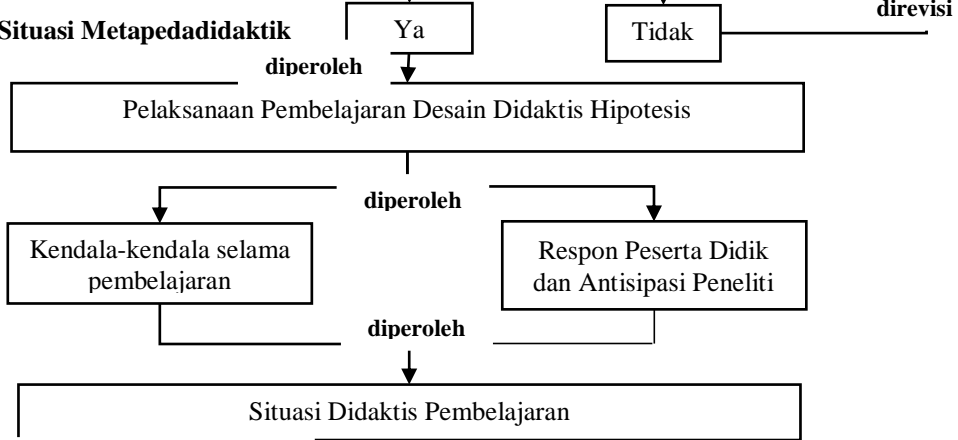 direvisi
Situasi Metapedadidaktik
Ya
Tidak
diperoleh
Pelaksanaan Pembelajaran Desain Didaktis Hipotesis
diperoleh
Kendala-kendala selama
pembelajaran
Respon Peserta Didik
dan Antisipasi Peneliti
diperoleh
Situasi Didaktis Pembelajaran